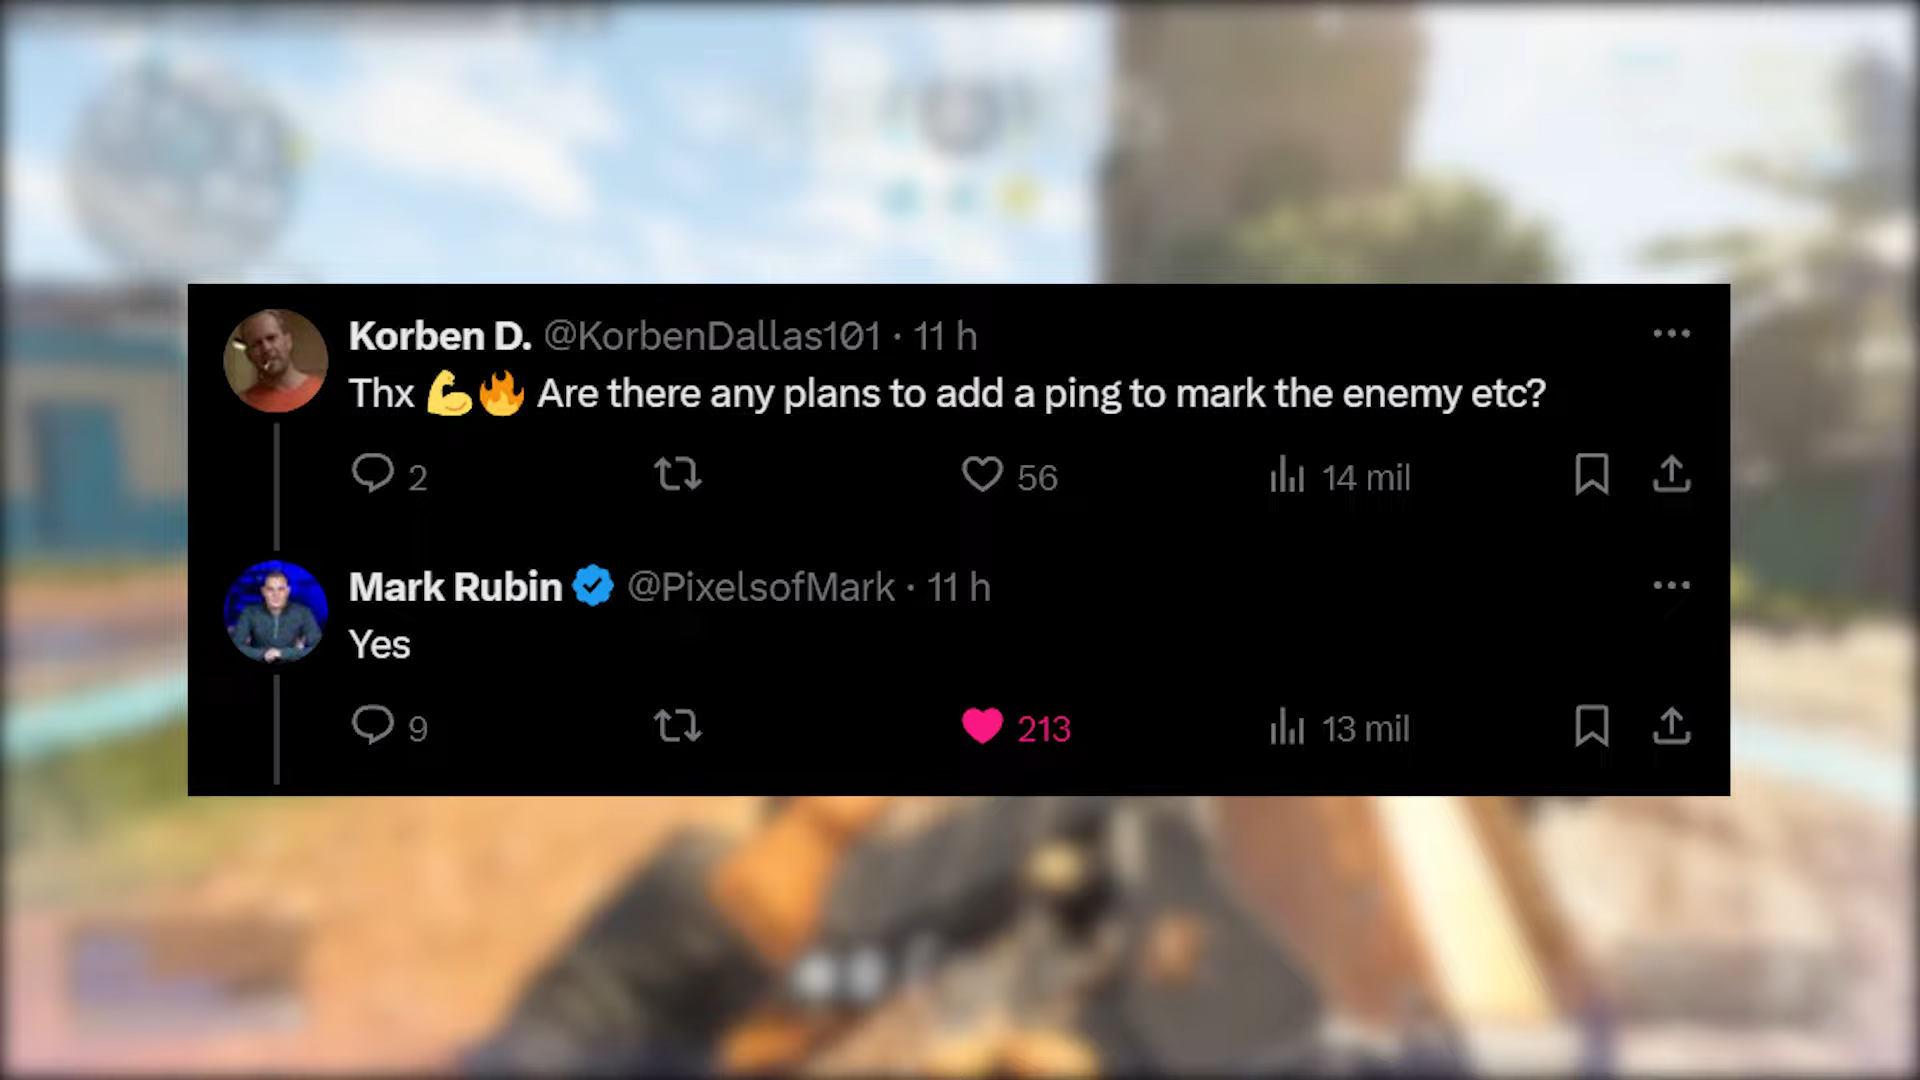 Korben D. @KorbenDallas101 · 11 h
Thx 💪🔥 Are there any plans to add a ping to mark the enemy etc?
2 56 14 mil
Mark Rubin @PixelsofMark · 11 h
Yes
9 213 13 mil